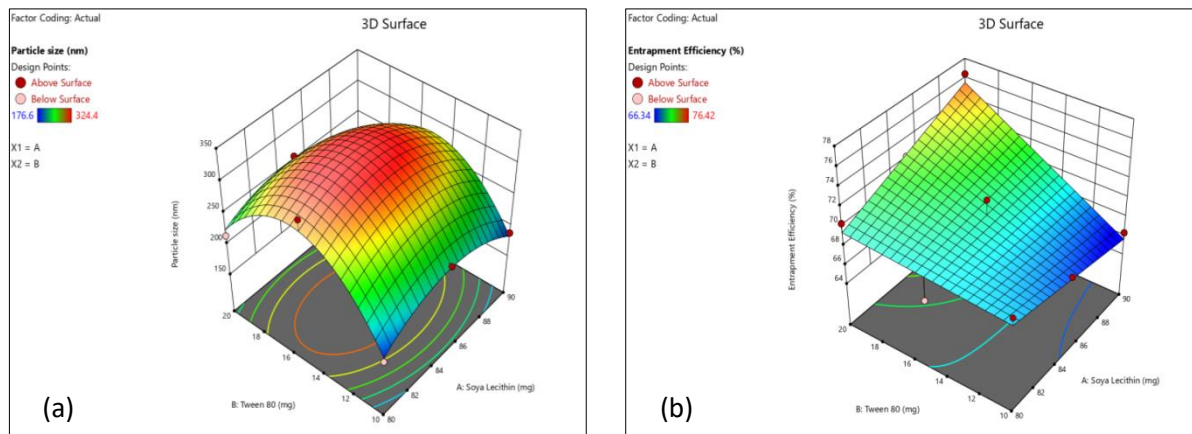 Factor Coding: Actual
3D Surface
Particle size (nm)
Design Points:
Above Surface
Below Surface
176.6 324.4
X1 = A
X2 = B
350
300
250
200
150
Particle size (nm)
20
18
16
14
12
10
B: Tween 80 (mg)
80
82
84
86
88
90
A: Soya Lecithin (mg)
(a)
Factor Coding: Actual
3D Surface
Entrapment Efficiency (%)
Design Points:
Above Surface
Below Surface
66.34 76.42
X1 = A
X2 = B
78
76
74
72
70
68
66
64
Entrapment Efficiency (%)
20
18
16
14
12
10
B: Tween 80 (mg)
80
82
84
86
88
90
A: Soya Lecithin (mg)
(b)